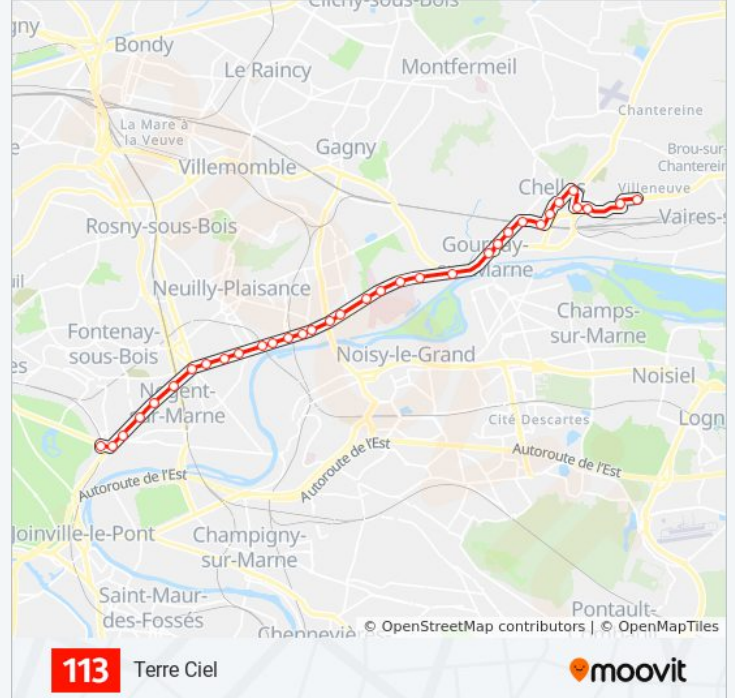 Clichy-sous-Bois
gny
Bondy
Le Raincy
Montfermeil
Chantereine
La Mare à
la Veuve
Gagny
Brou-sur-
Chanterein
Villemomble
Chelles
Villeneuve
Vaires-s
Rosny-sous-Bois
Gournay-
Marne
Neuilly-Plaisance
Champs-
sur-Marne
Fontenay-
sous-Bois
es
Noisy-le-Grand
Noisiel
Nogent-
sur-Marne
Cité Descartes
Logn
Autoroute de l'Est
Autoroute de l'Est
Autoroute de l'Est
Joinville-le-Pont
Champigny-
sur-Marne
Saint-Maur-
des-Fossés
Pontault-
Chennevière
© OpenStreetMap contributors | © OpenMapTiles
113 Terre Ciel
moovit